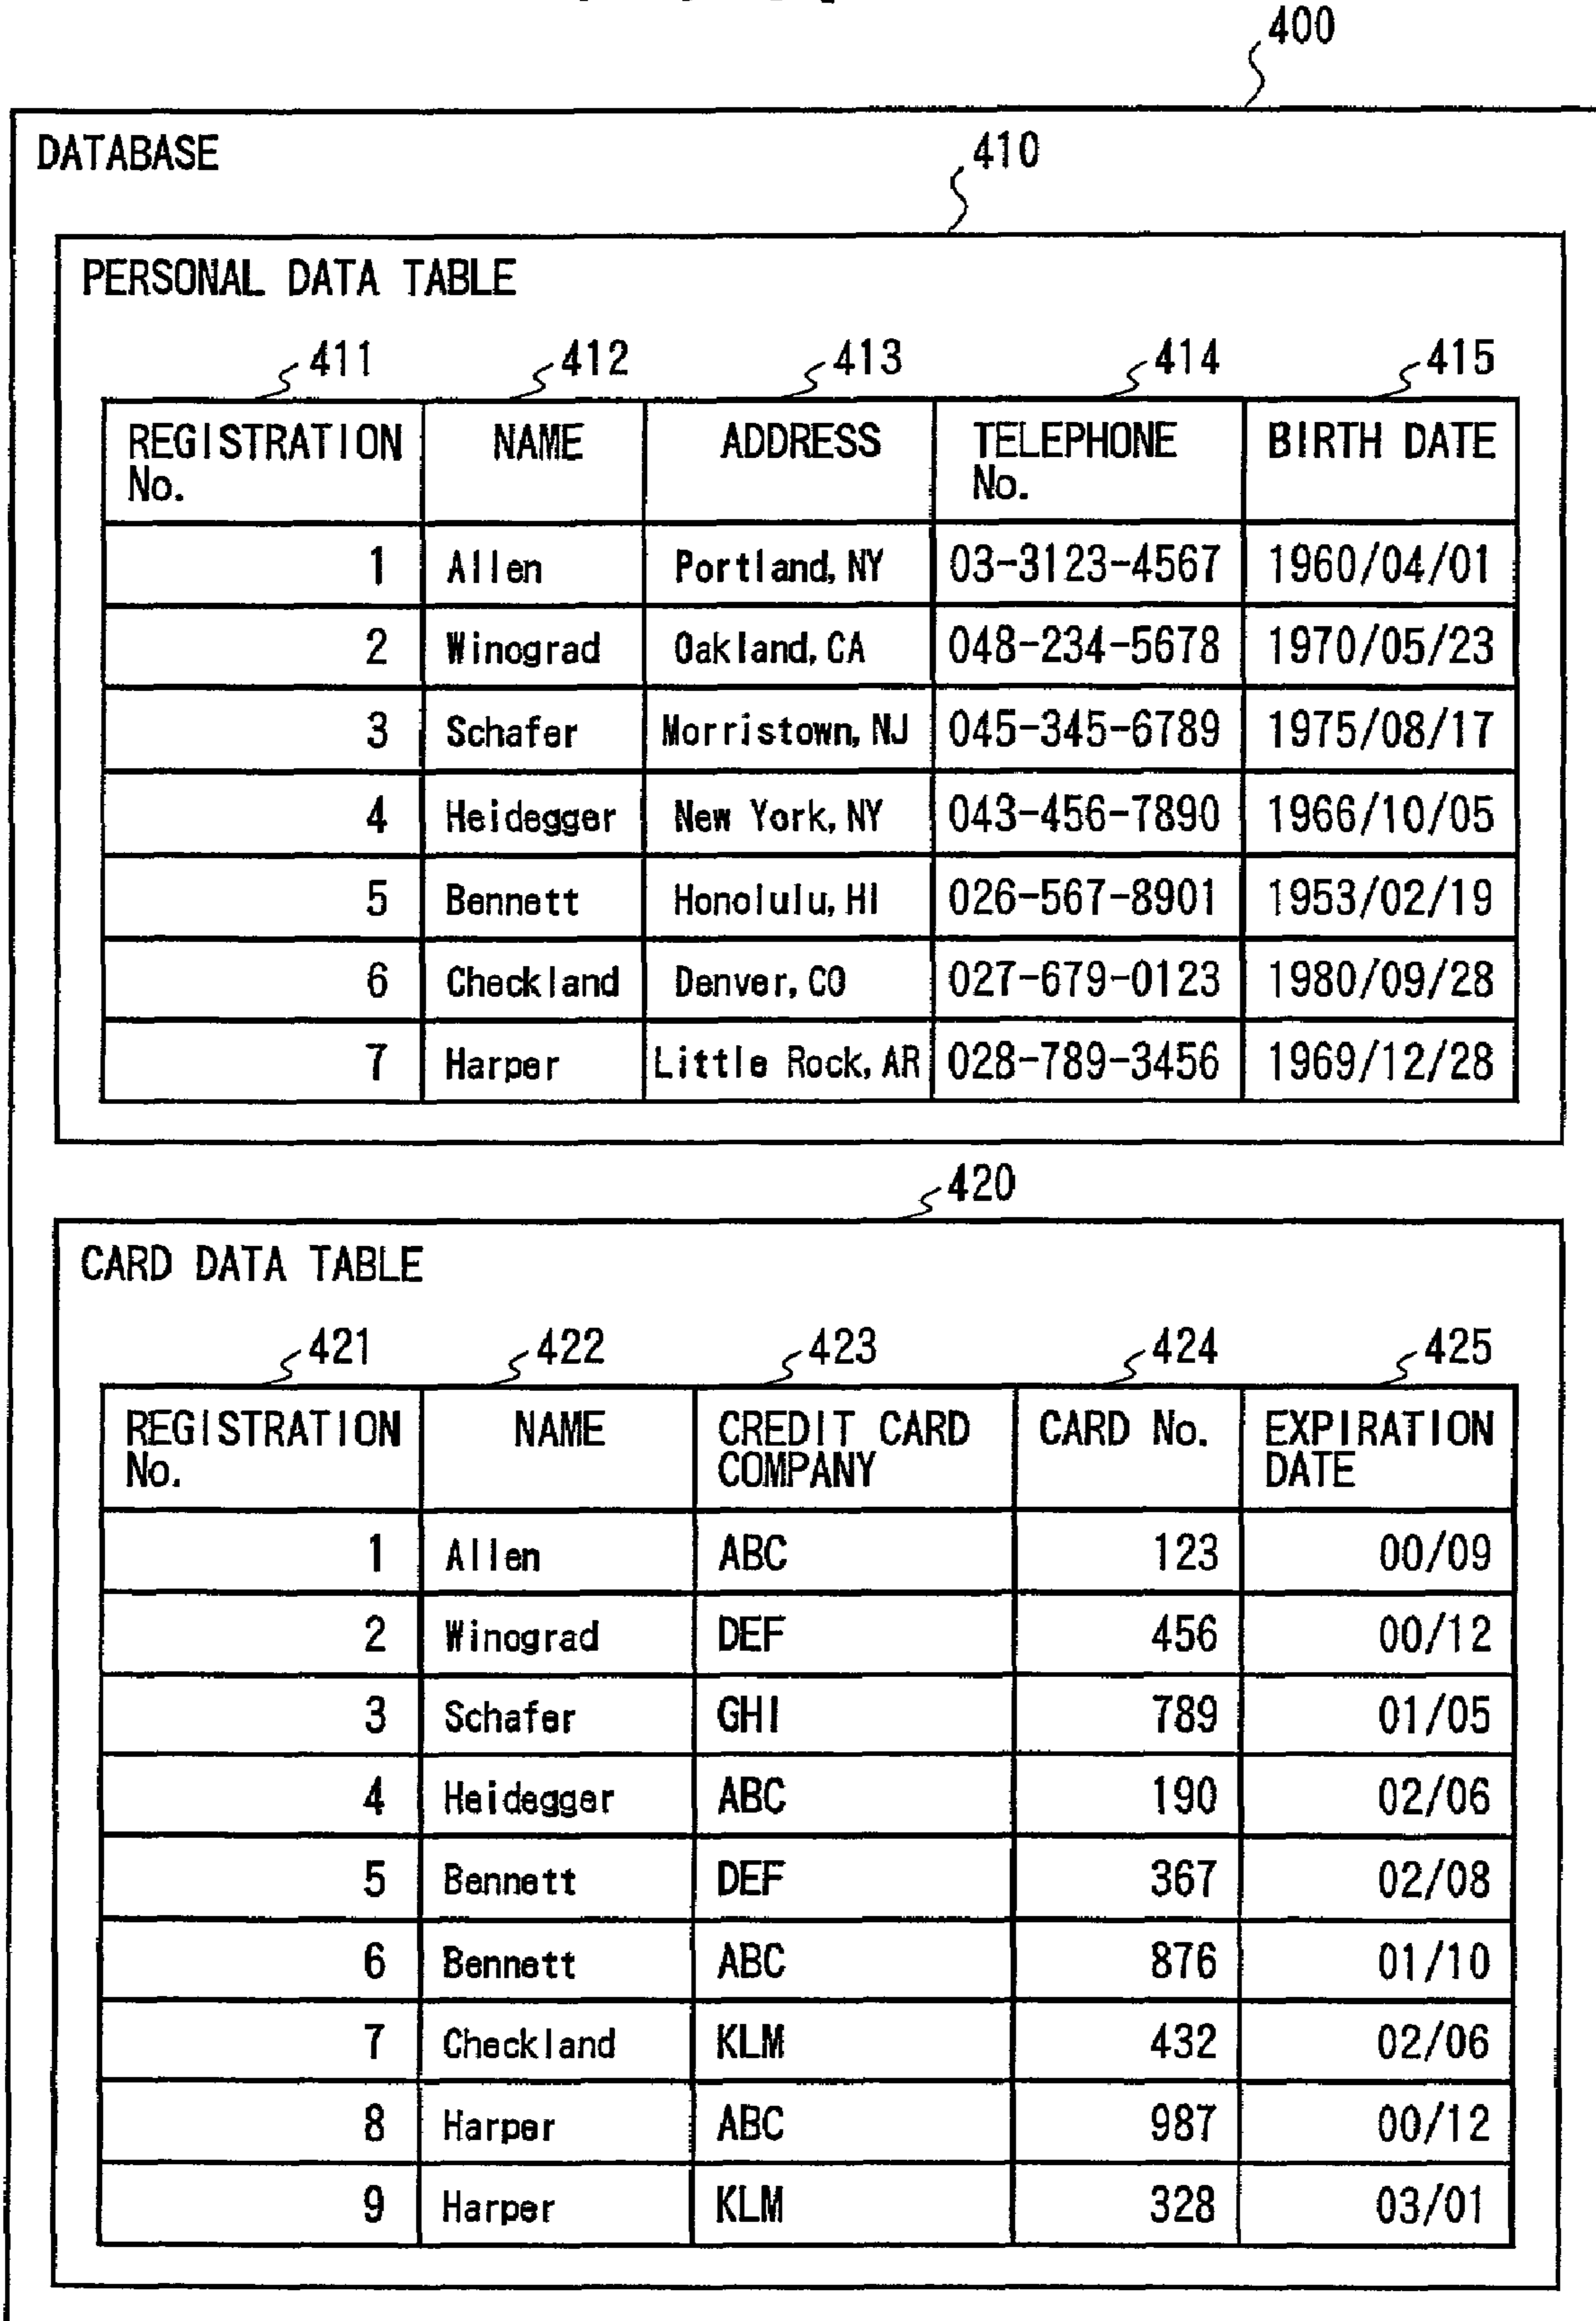 400
DATABASE
410
PERSONAL DATA TABLE
411 412 413 414 415
REGISTRATION No. NAME ADDRESS TELEPHONE No. BIRTH DATE
1 Allen Portland, NY 03-3123-4567 1960/04/01
2 Winograd Oakland, CA 048-234-5678 1970/05/23
3 Schafer Morristown, NJ 045-345-6789 1975/08/17
4 Heidegger New York, NY 043-456-7890 1966/10/05
5 Bennett Honolulu, HI 026-567-8901 1953/02/19
6 Checkland Denver, CO 027-679-0123 1980/09/28
7 Harper Little Rock, AR 028-789-3456 1969/12/28
420
CARD DATA TABLE
421 422 423 424 425
REGISTRATION No. NAME CREDIT CARD COMPANY CARD No. EXPIRATION DATE
1 Allen ABC 123 00/09
2 Winograd DEF 456 00/12
3 Schafer GHI 789 01/05
4 Heidegger ABC 190 02/06
5 Bennett DEF 367 02/08
6 Bennett ABC 876 01/10
7 Checkland KLM 432 02/06
8 Harper ABC 987 00/12
9 Harper KLM 328 03/01